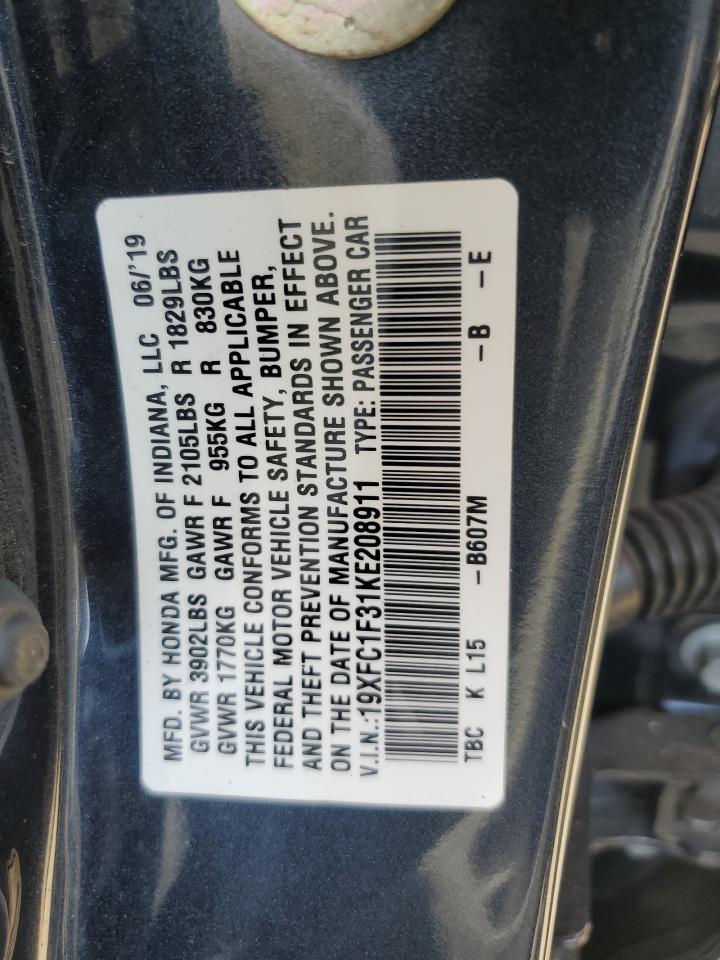 MFD. BY HONDA MFG. OF INDIANA, LLC 06/'19
GVWR 3902LBS GAWR F 2105LBS R 1829LBS
GVWR 1770KG GAWR F 955KG R 830KG
THIS VEHICLE CONFORMS TO ALL APPLICABLE
FEDERAL MOTOR VEHICLE SAFETY, BUMPER,
AND THEFT PREVENTION STANDARDS IN EFFECT
ON THE DATE OF MANUFACTURE SHOWN ABOVE.
V.I.N.:19XFC1F31KE208911 TYPE: PASSENGER CAR
TBC K L15 -B607M -B -E